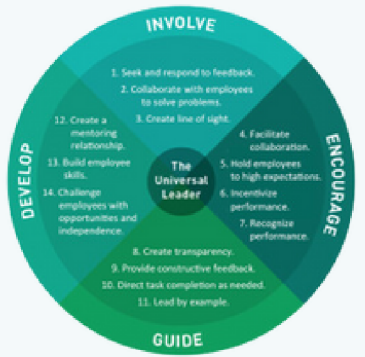 INVOLVE
1. Seek and respond to feedback.
2. Collaborate with employees
to solve problems.
3. Create line of sight.
ENCOURAGE
4. Facilitate
collaboration.
5. Hold employees
to high expectations.
6. Incentivize
performance.
7. Recognize
performance.
GUIDE
8. Create transparency.
9. Provide constructive feedback.
10. Direct task completion as needed.
11. Lead by example.
DEVELOP
12. Create a
mentoring
relationship.
13. Build employee
skills.
14. Challenge
employees with
opportunities and
independence.
The
Universal
Leader